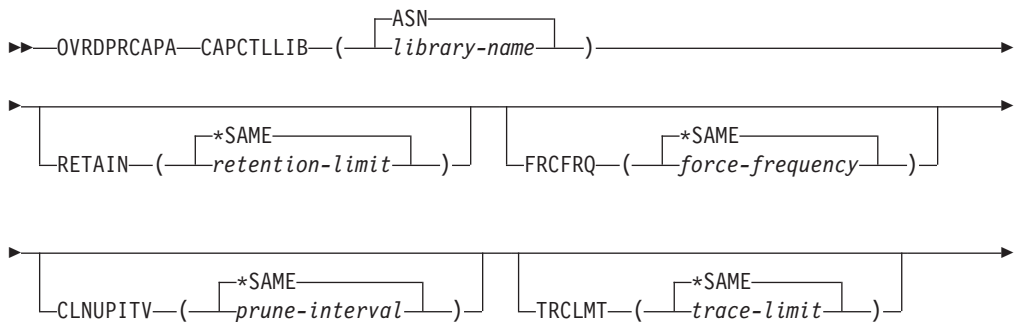 ASN
OVRDPRCAPA CAPCTLLIB ( library-name )
*SAME *SAME
RETAIN ( retention-limit ) FRCFRQ ( force-frequency )
*SAME *SAME
CLNUPITV ( prune-interval ) TRCLMT ( trace-limit )